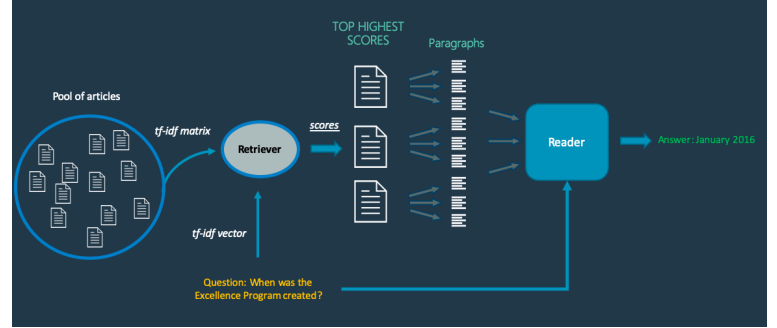 TOP HIGHEST
SCORES
Paragraphs
Pool of articles
tf-idf matrix
scores
Retriever
Reader
Answer: January 2016
tf-idf vector
Question: When was the
Excellence Program created?